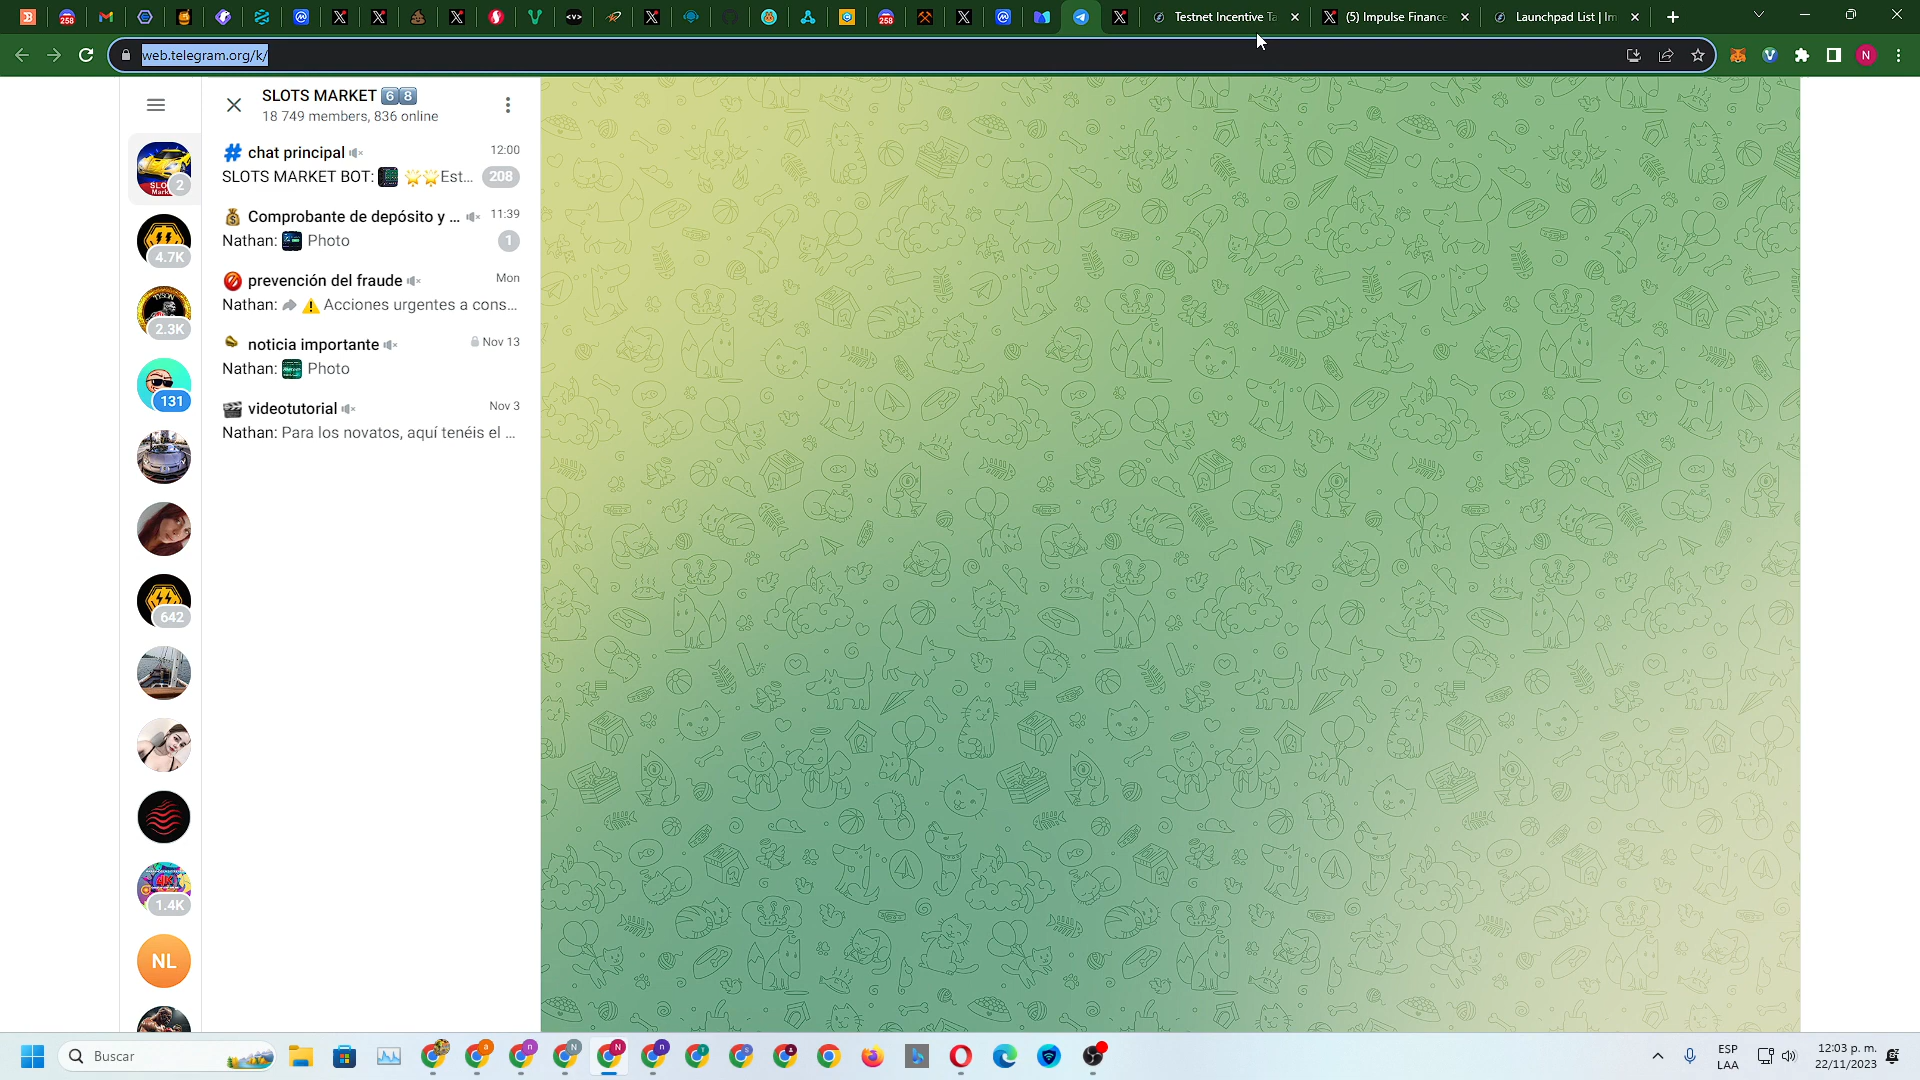 Testnet Incentive Ta
(5) Impulse Finance
Launchpad List | Im
web.telegram.org/k/
N
SLOTS MARKET 6 8
18 749 members, 836 online
chat principal
12:00
SLOTS MARKET BOT: 🌟🌟Est...
208
Comprobante de depósito y ...
11:39
Nathan: Photo
1
prevención del fraude
Mon
Nathan: ⚠️ Acciones urgentes a cons...
noticia importante
Nov 13
Nathan: Photo
videotutorial
Nov 3
Nathan: Para los novatos, aquí tenéis el ...
2
4.7K
2.3K
131
642
1.4K
NL
Buscar
ESP
LAA
12:03 p. m.
22/11/2023